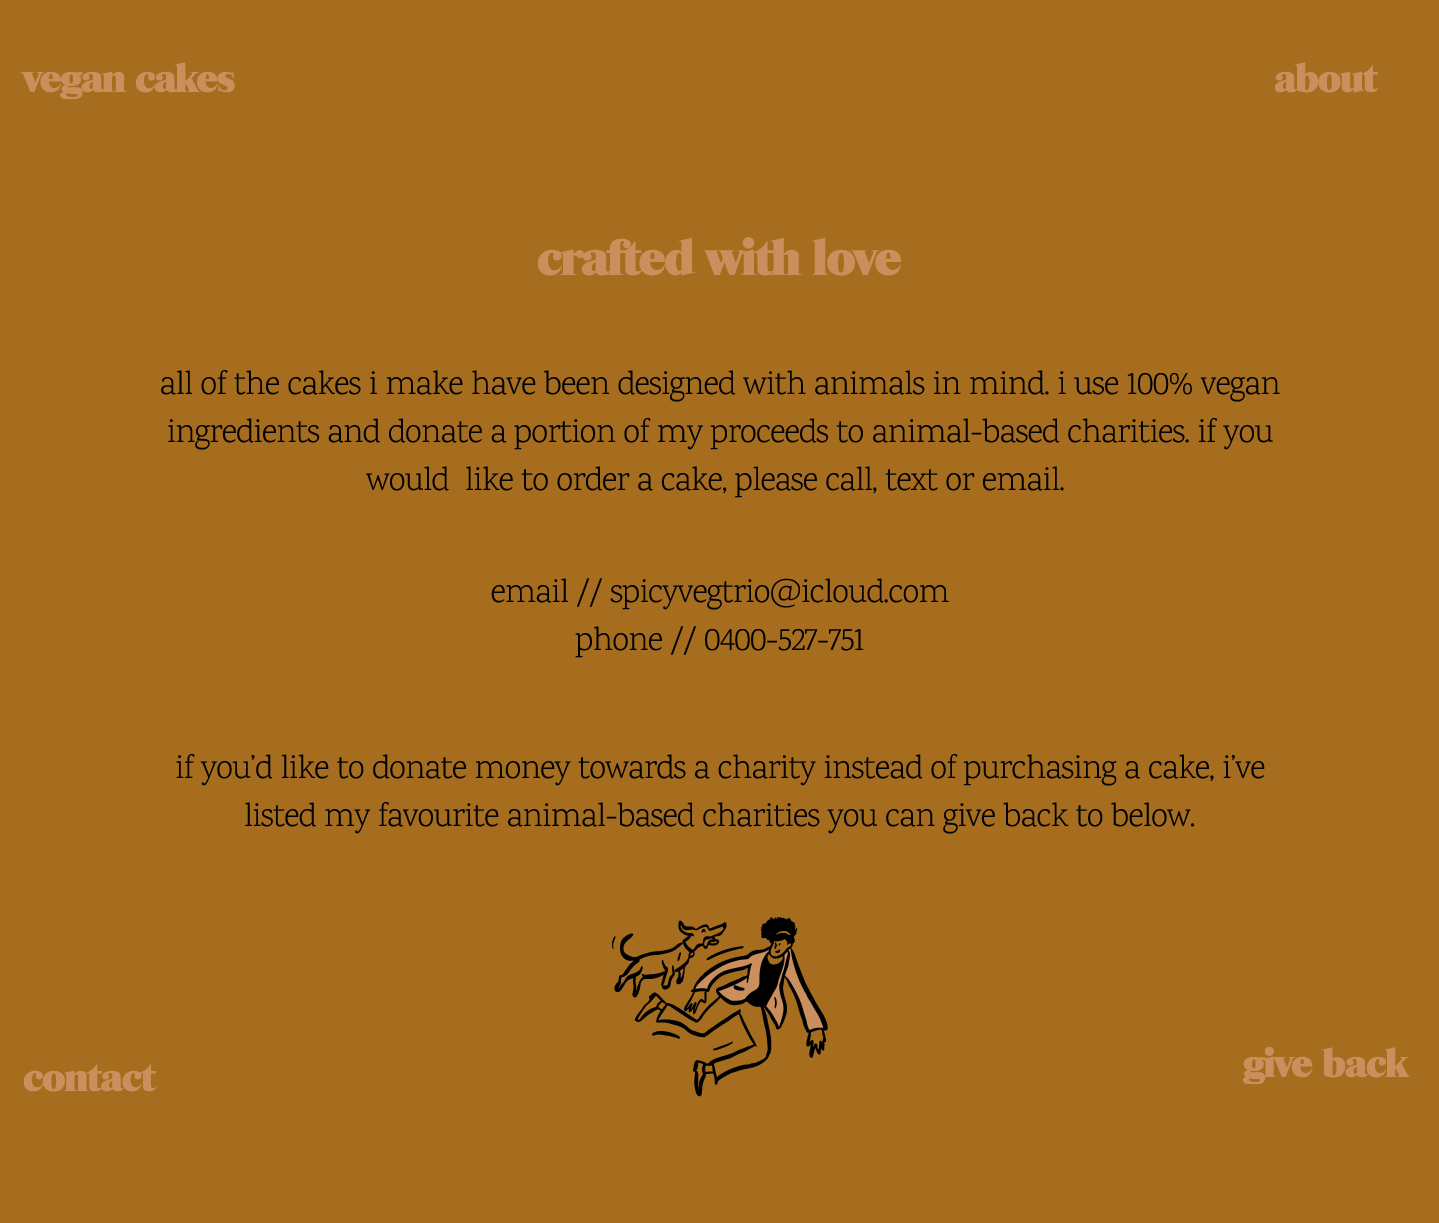 vegan cakes
about
crafted with love
all of the cakes i make have been designed with animals in mind. i use 100% vegan
ingredients and donate a portion of my proceeds to animal-based charities. if you
would  like to order a cake, please call, text or email.
email // spicyvegtrio@icloud.com
phone // 0400-527-751
if you’d like to donate money towards a charity instead of purchasing a cake, i’ve
listed my favourite animal-based charities you can give back to below.
contact
give back